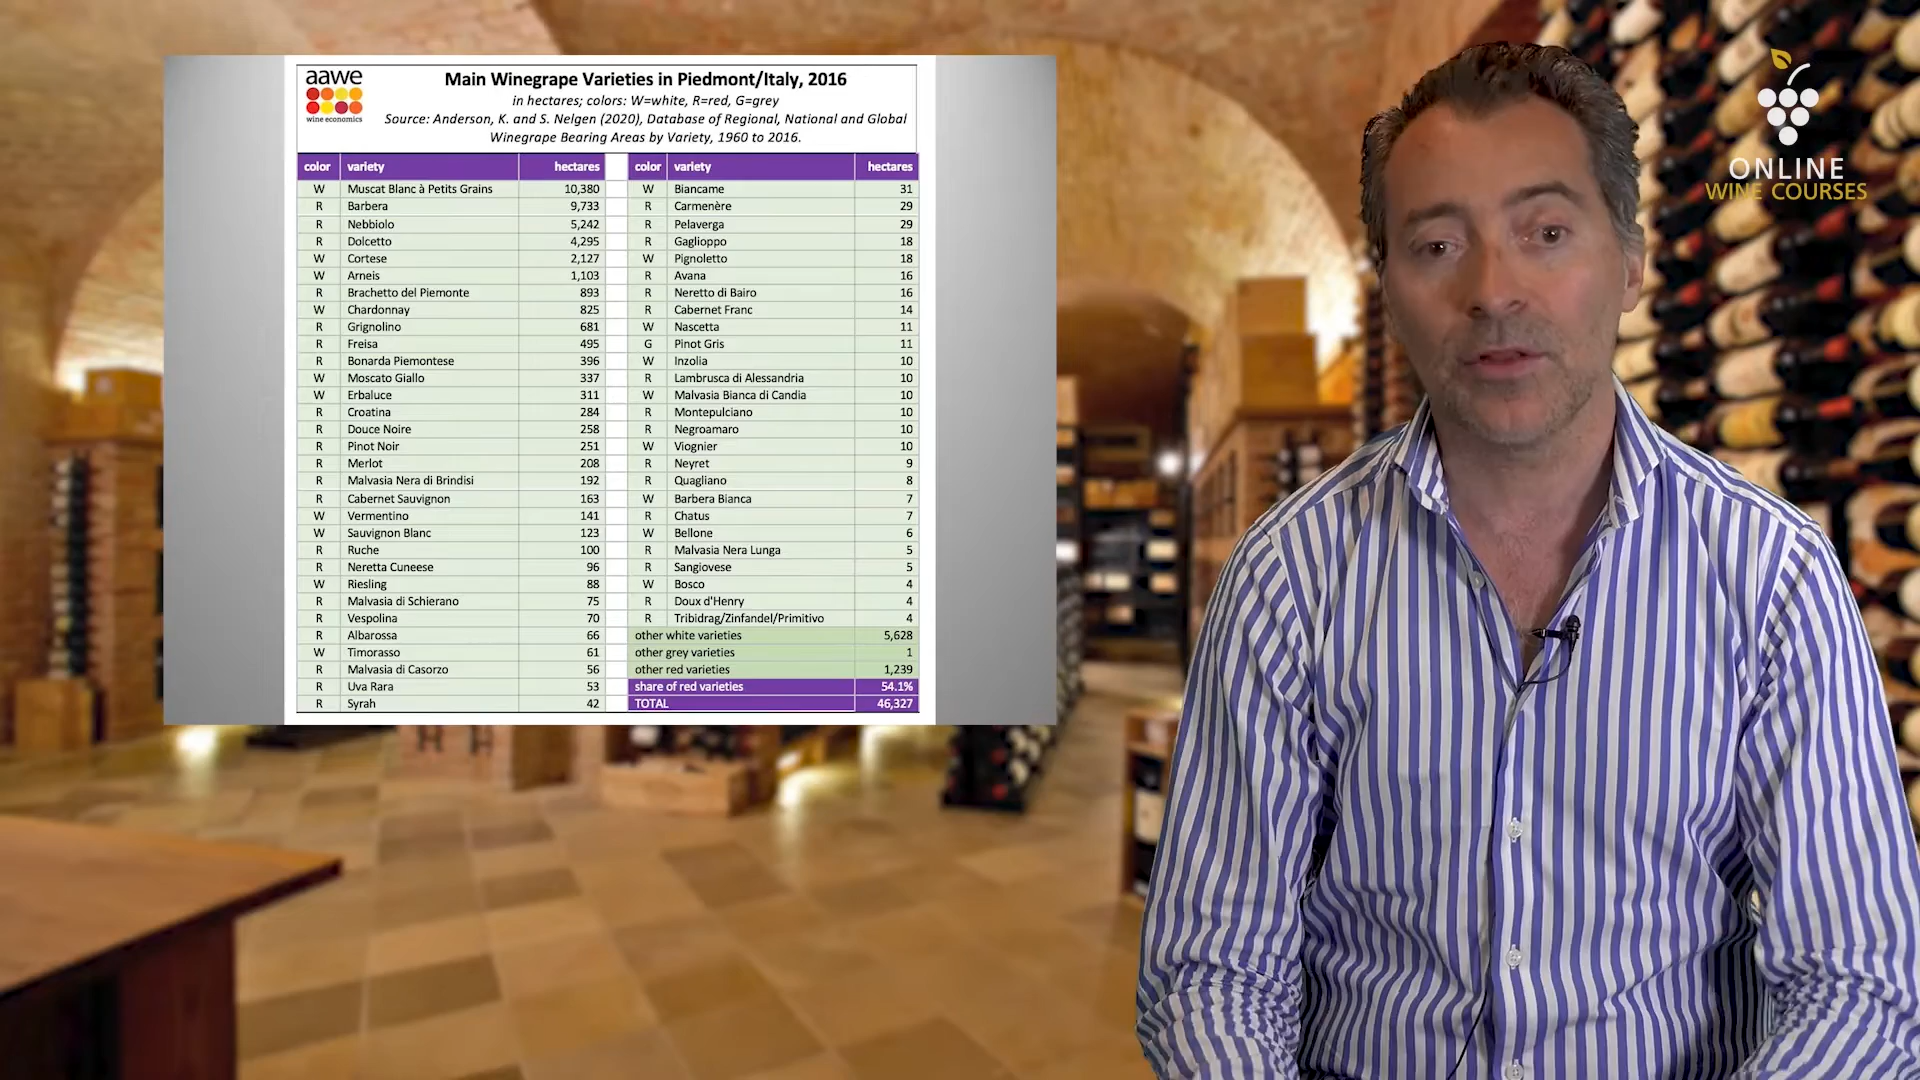 aawe
wine economics
Main Winegrape Varieties in Piedmont/Italy, 2016
in hectares; colors: W=white, R=red, G=grey
Source: Anderson, K. and S. Nelgen (2020), Database of Regional, National and Global
Winegrape Bearing Areas by Variety, 1960 to 2016.
color variety hectares color variety hectares
W Muscat Blanc à Petits Grains 10,380 W Biancame 31
R Barbera 9,733 R Carmenère 29
R Nebbiolo 5,242 R Pelaverga 29
R Dolcetto 4,295 R Gaglioppo 18
W Cortese 2,127 W Pignoletto 18
W Arneis 1,103 R Avana 16
R Brachetto del Piemonte 893 R Neretto di Bairo 16
W Chardonnay 825 R Cabernet Franc 14
R Grignolino 681 W Nascetta 11
R Freisa 495 G Pinot Gris 11
R Bonarda Piemontese 396 W Inzolia 10
W Moscato Giallo 337 R Lambrusca di Alessandria 10
W Erbaluce 311 W Malvasia Bianca di Candia 10
R Croatina 284 R Montepulciano 10
R Douce Noire 258 R Negroamaro 10
R Pinot Noir 251 W Viognier 10
R Merlot 208 R Neyret 9
R Malvasia Nera di Brindisi 192 R Quagliano 8
R Cabernet Sauvignon 163 W Barbera Bianca 7
W Vermentino 141 R Chatus 7
W Sauvignon Blanc 123 W Bellone 6
R Ruche 100 R Malvasia Nera Lunga 5
R Neretta Cuneese 96 R Sangiovese 5
W Riesling 88 W Bosco 4
R Malvasia di Schierano 75 R Doux d'Henry 4
R Vespolina 70 R Tribidrag/Zinfandel/Primitivo 4
R Albarossa 66 other white varieties 5,628
W Timorasso 61 other grey varieties 1
R Malvasia di Casorzo 56 other red varieties 1,239
R Uva Rara 53 share of red varieties 54.1%
R Syrah 42 TOTAL 46,327
ONLINE
WINE COURSES